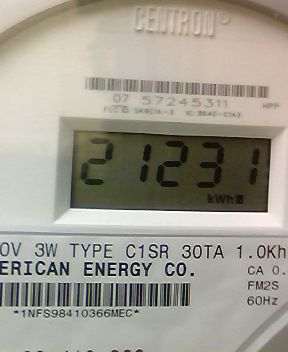 CENTRON®
07 57245311 HPP
21231
kWh
0V 3W TYPE C1SR 30TA 1.0Kh
ERICAN ENERGY CO.
CA 0.
FM2S
60Hz
*1NFS98410366MEC*